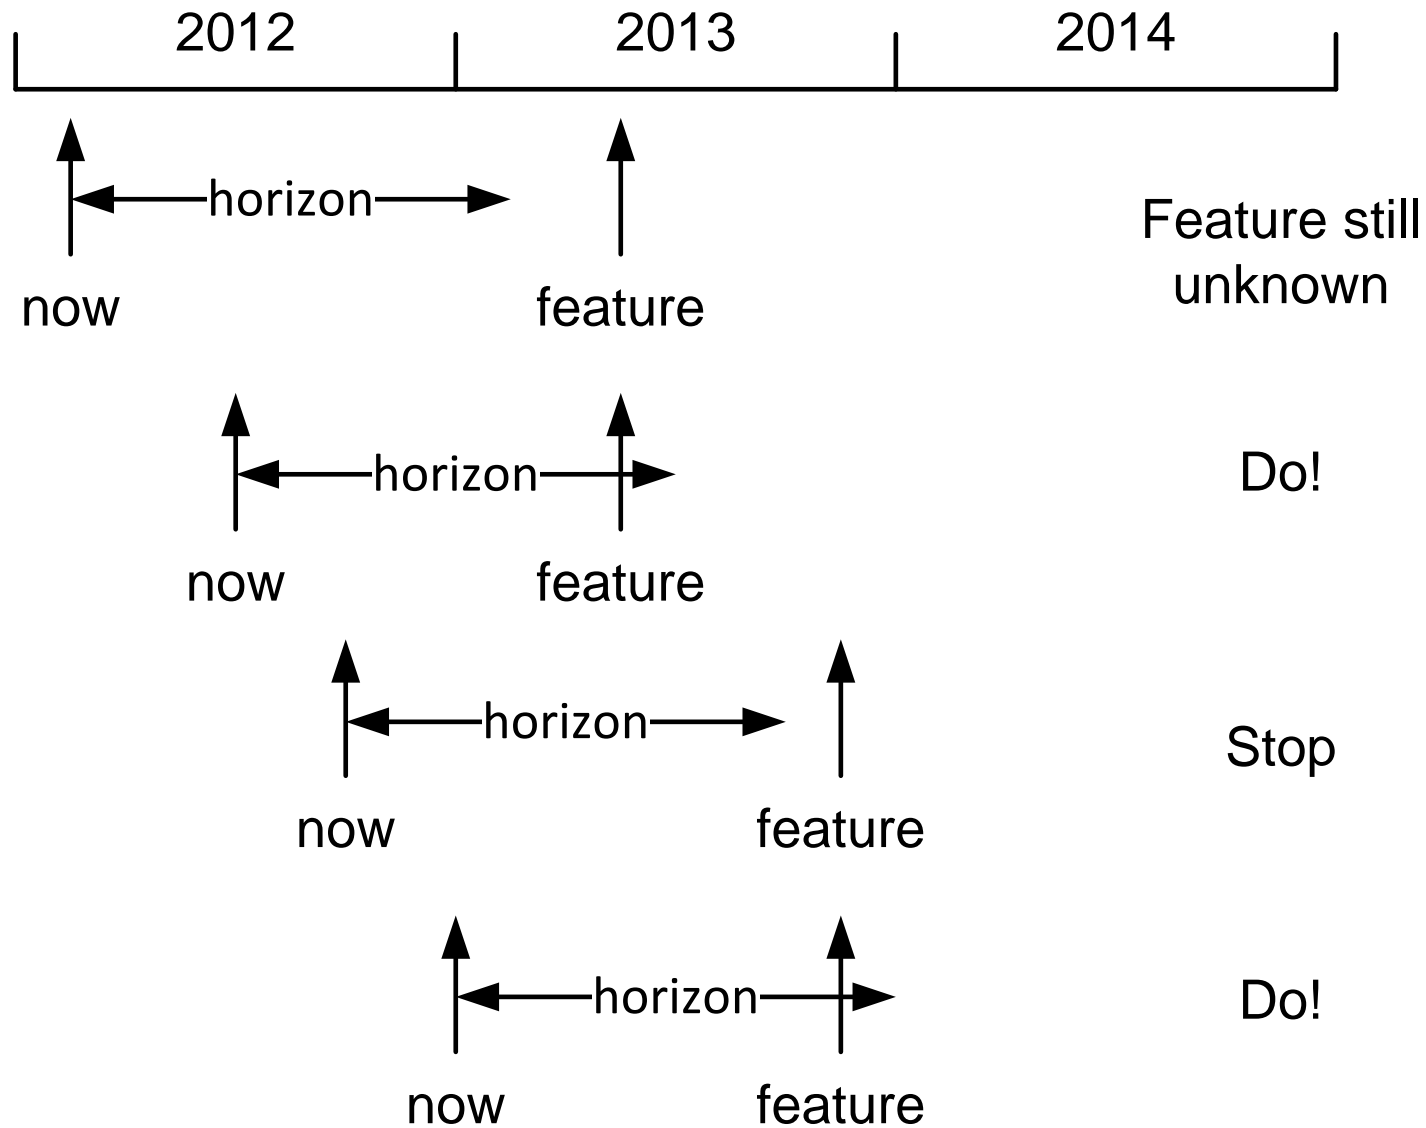 2012 2013 2014
horizon
Feature still
unknown
now feature
horizon
Do!
now feature
horizon
Stop
now feature
horizon
Do!
now feature